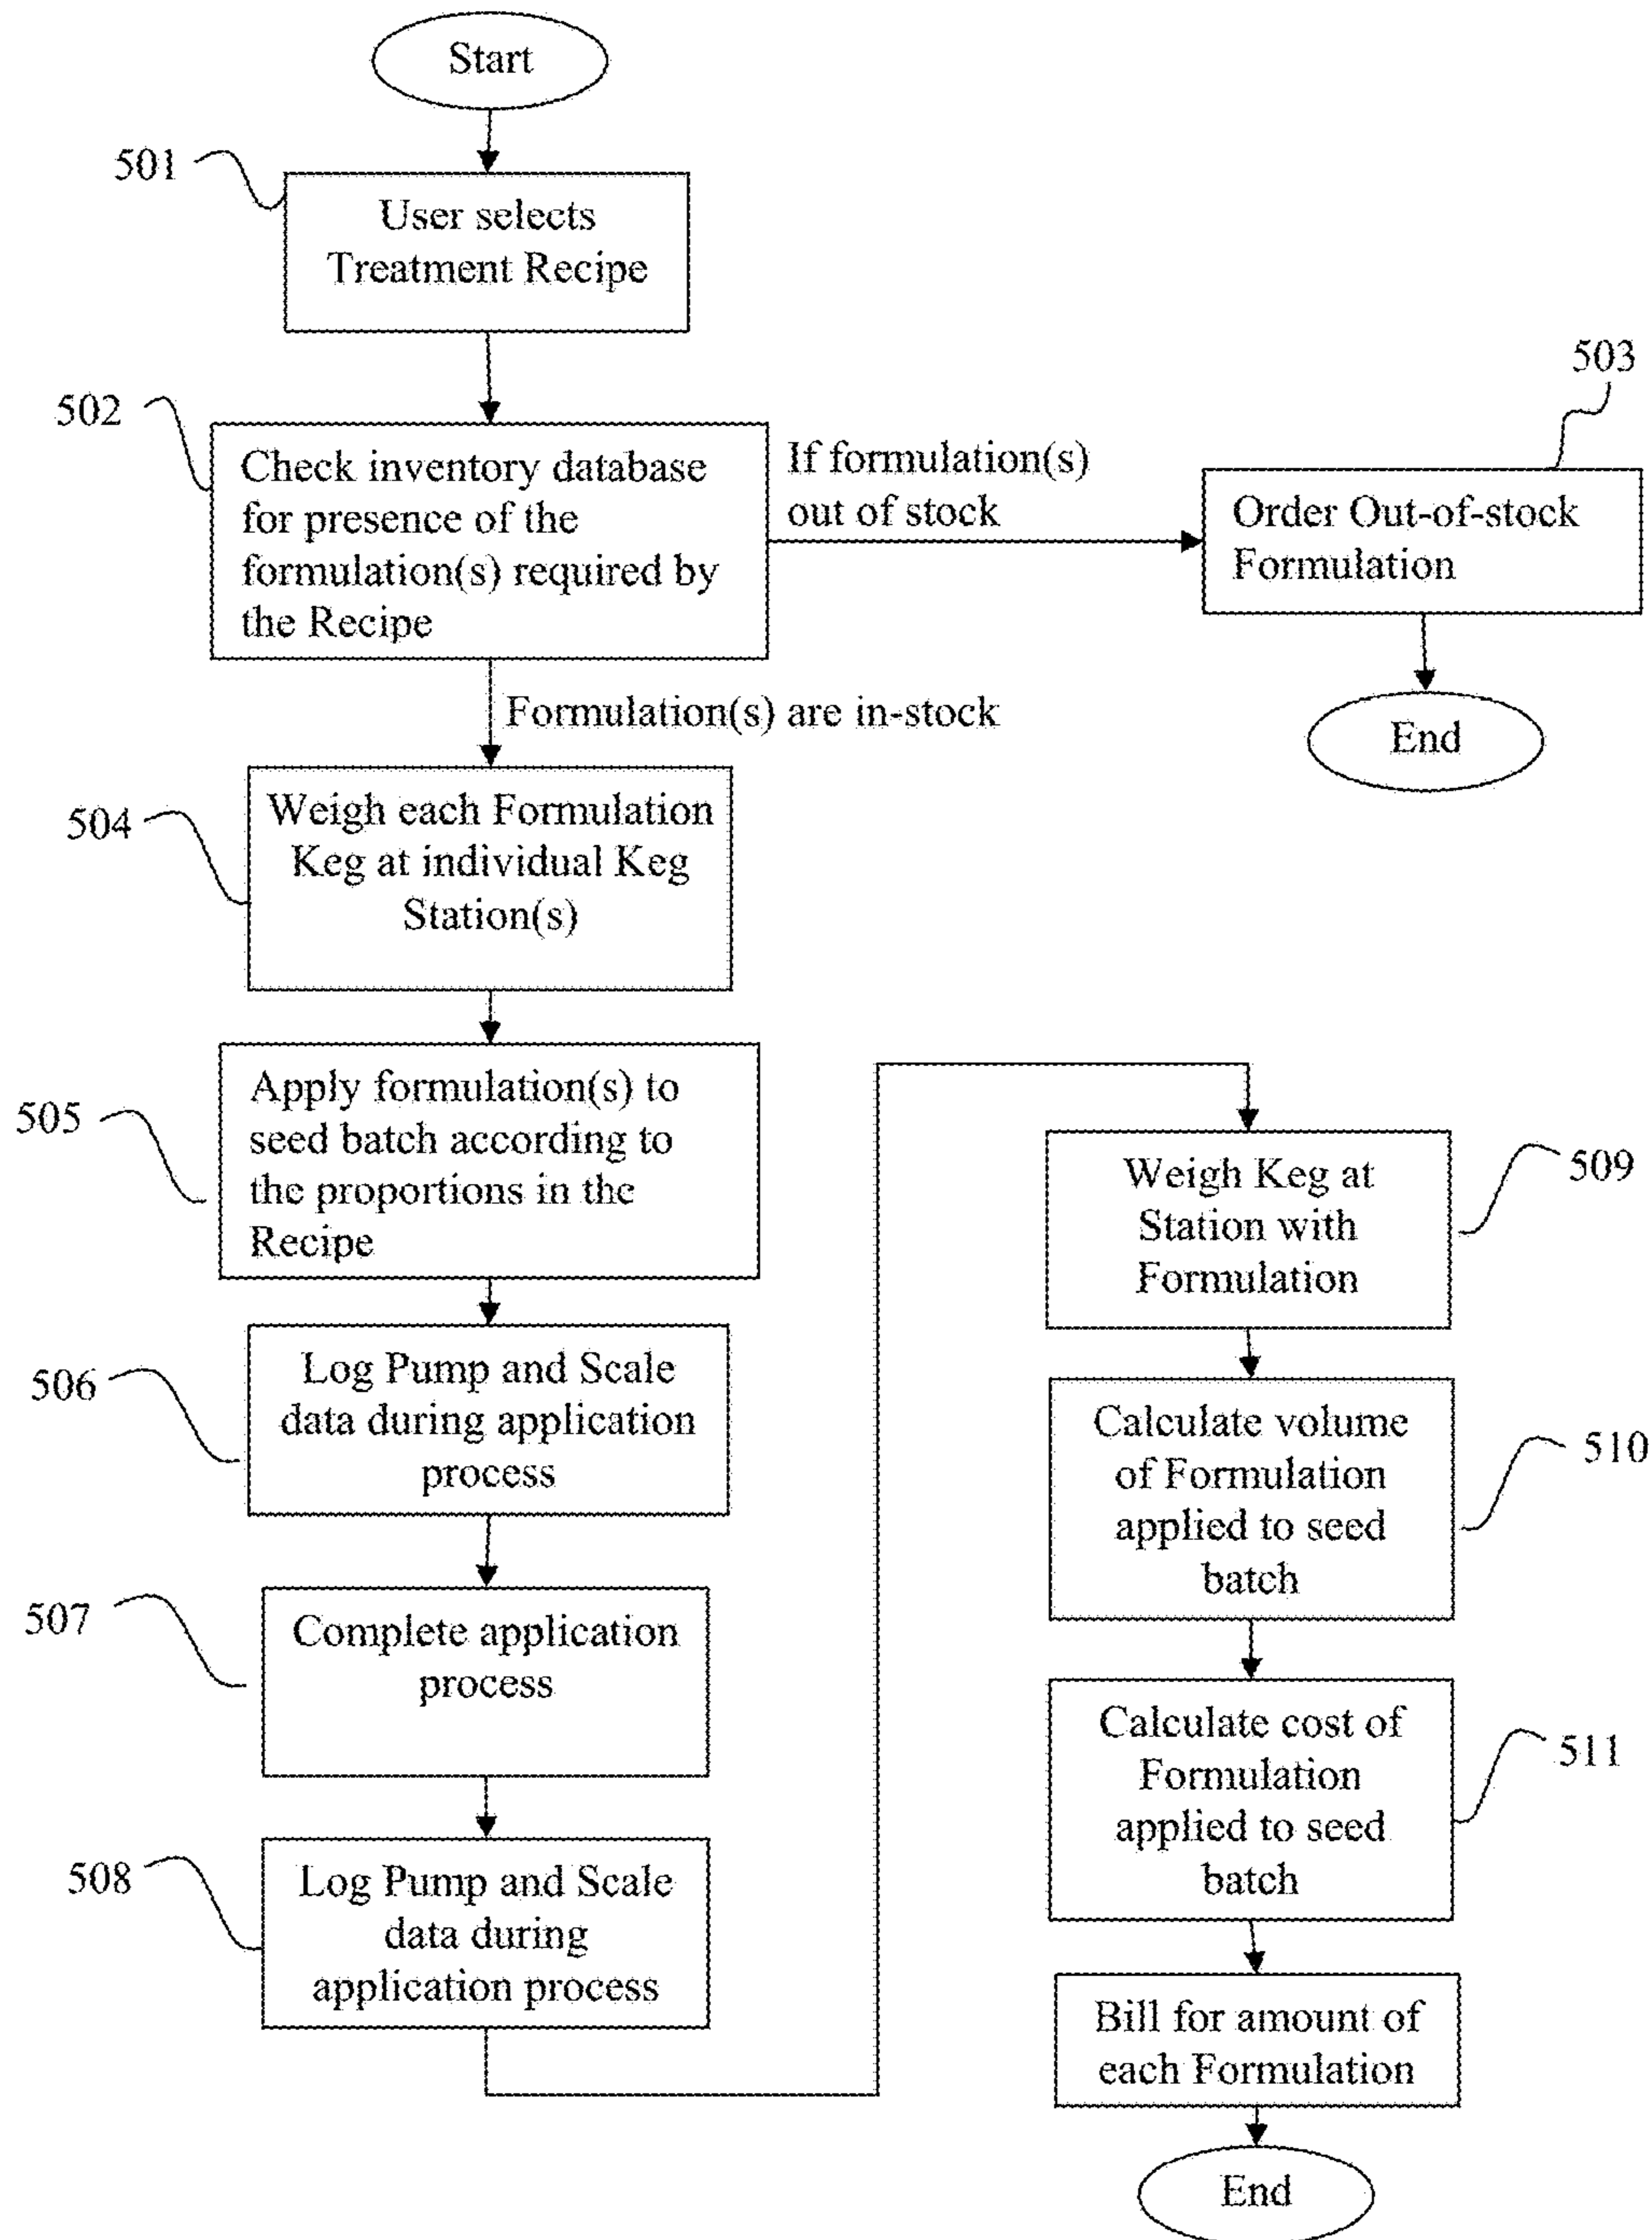 Start
501
User selects
Treatment Recipe
502
Check inventory database
for presence of the
formulation(s) required by
the Recipe
If formulation(s)
out of stock
503
Order Out-of-stock
Formulation
End
Formulation(s) are in-stock
504
Weigh each Formulation
Keg at individual Keg
Station(s)
505
Apply formulation(s) to
seed batch according to
the proportions in the
Recipe
506
Log Pump and Scale
data during application
process
507
Complete application
process
508
Log Pump and Scale
data during
application process
509
Weigh Keg at
Station with
Formulation
510
Calculate volume
of Formulation
applied to seed
batch
511
Calculate cost of
Formulation
applied to seed
batch
Bill for amount of
each Formulation
End